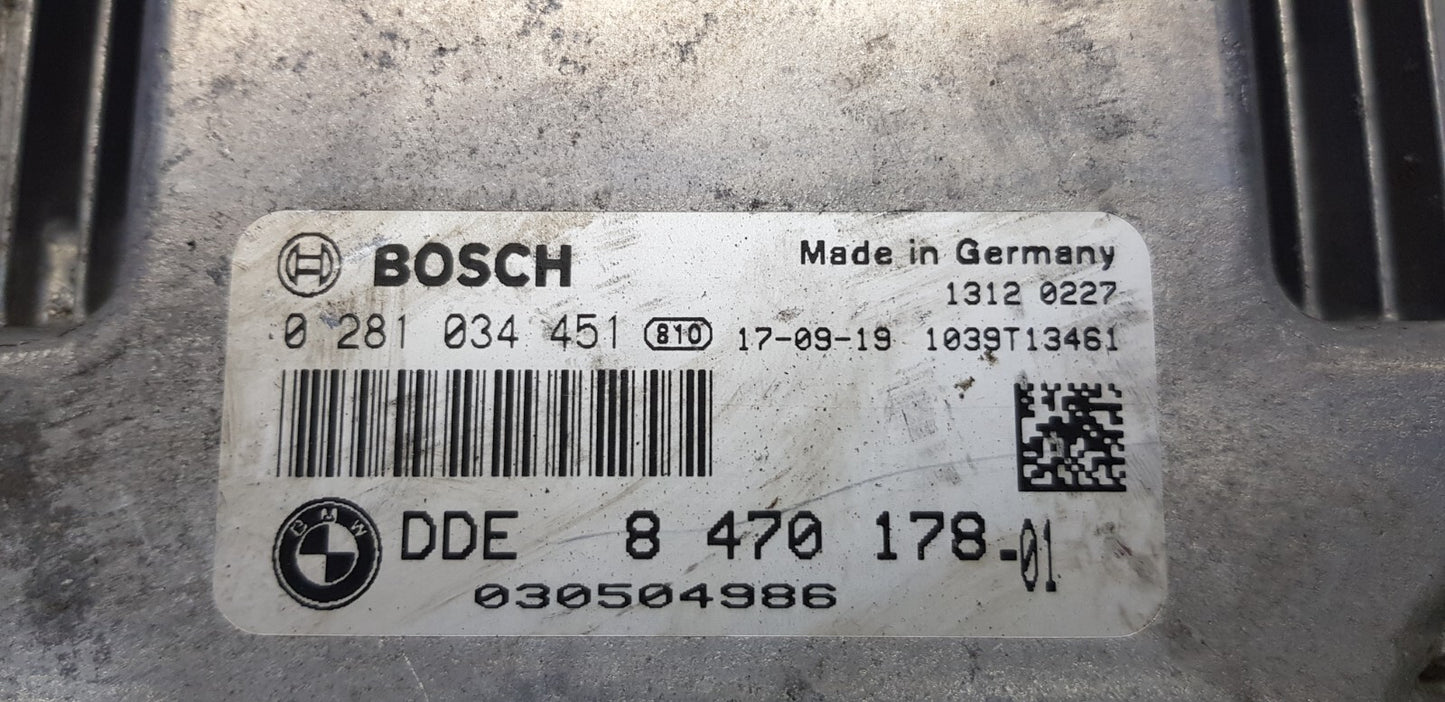 BOSCH
Made in Germany
1312 0227
0 281 034 451 810 17-09-19 1039T13461
BMW DDE 8 470 178-01
030504986